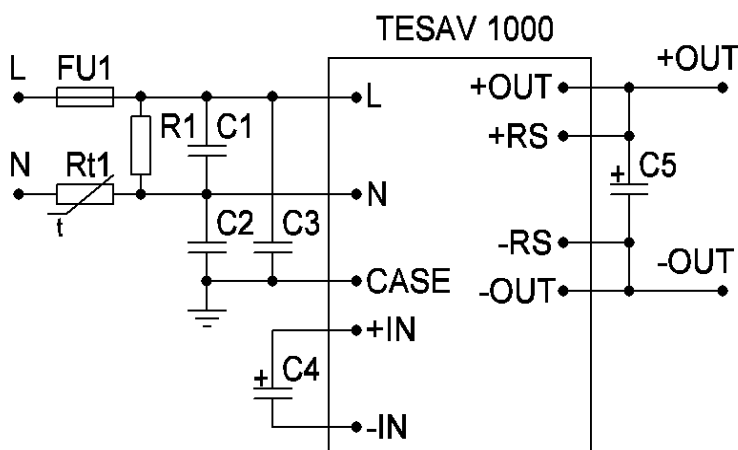 TESAV 1000
L FU1 +OUT +OUT
R1 C1 L +RS
N Rt1 N C5
t C2 C3 -RS
CASE -OUT -OUT
+IN
C4
-IN
+
+